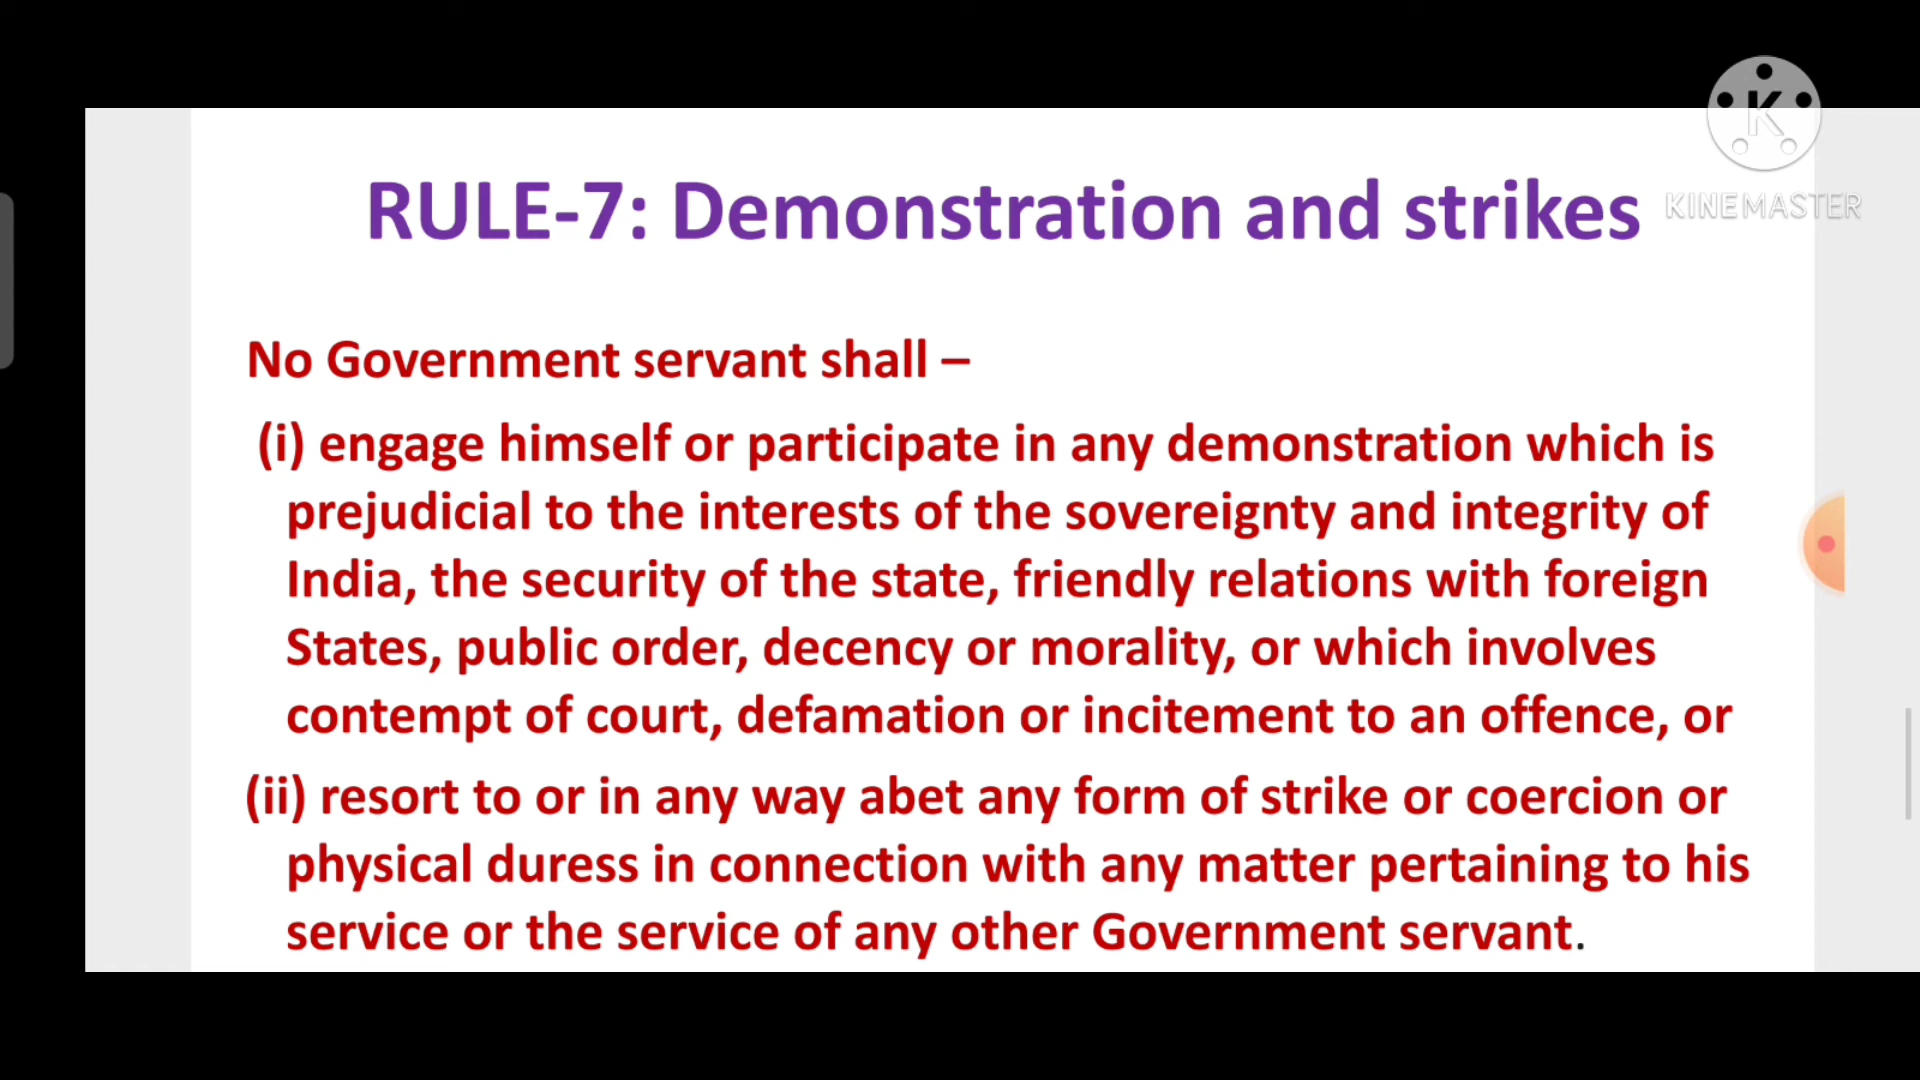 K
KINEMASTER
RULE-7: Demonstration and strikes
No Government servant shall –
(i) engage himself or participate in any demonstration which is
prejudicial to the interests of the sovereignty and integrity of
India, the security of the state, friendly relations with foreign
States, public order, decency or morality, or which involves
contempt of court, defamation or incitement to an offence, or
(ii) resort to or in any way abet any form of strike or coercion or
physical duress in connection with any matter pertaining to his
service or the service of any other Government servant.